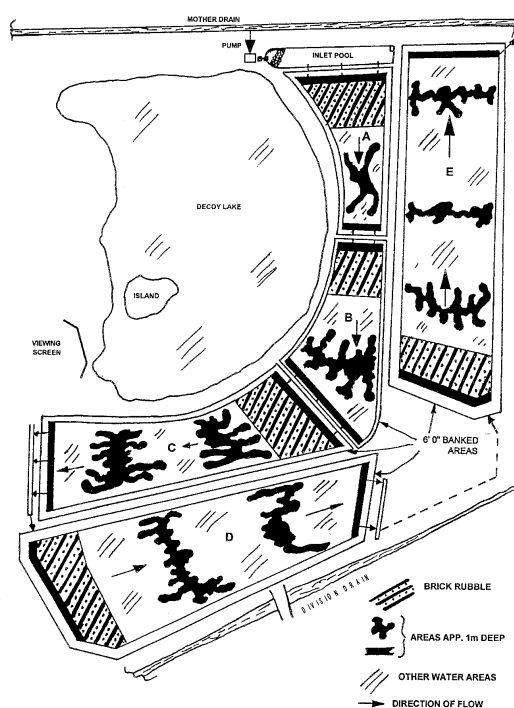 MOTHER DRAIN
PUMP
INLET POOL
A
E
DECOY LAKE
ISLAND
B
VIEWING
SCREEN
C
6' 0" BANKED
AREAS
D
DIVISION DRAIN
BRICK RUBBLE
AREAS APP. 1m DEEP
OTHER WATER AREAS
DIRECTION OF FLOW